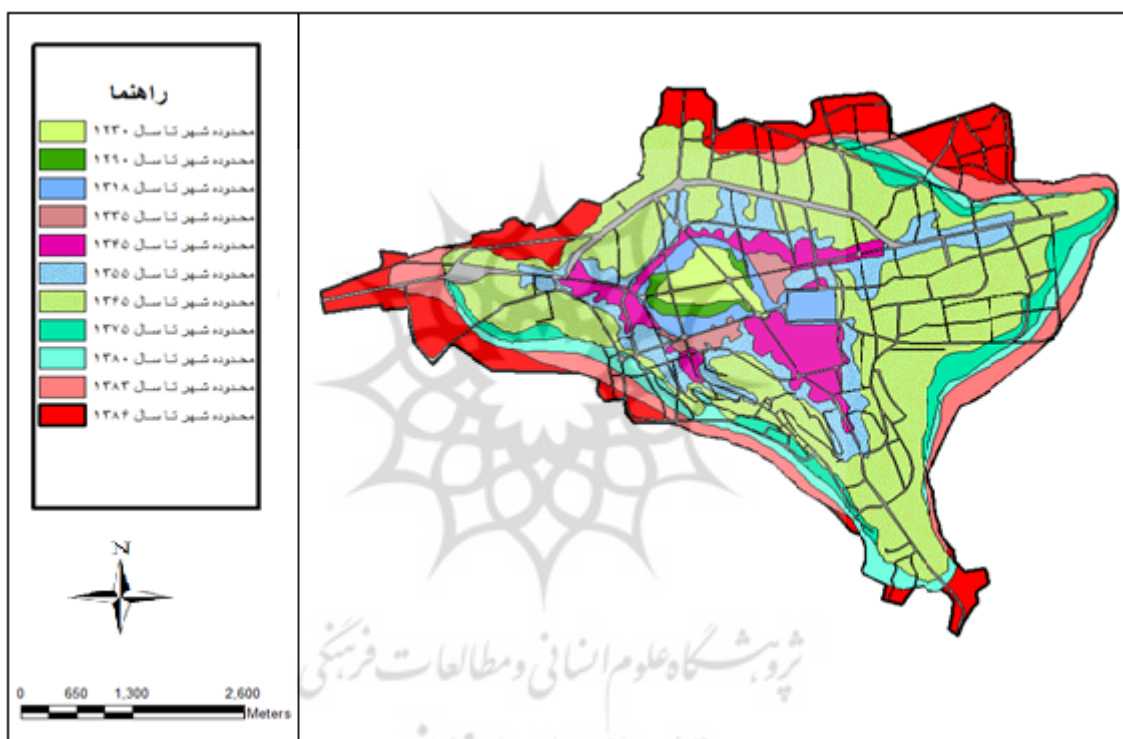 راهنما
محدوده شهر تا سال ۱۲۳۰
محدوده شهر تا سال ۱۲۹۰
محدوده شهر تا سال ۱۳۱۸
محدوده شهر تا سال ۱۳۳۵
محدوده شهر تا سال ۱۳۴۵
محدوده شهر تا سال ۱۳۵۵
محدوده شهر تا سال ۱۳۶۵
محدوده شهر تا سال ۱۳۷۵
محدوده شهر تا سال ۱۳۸۰
محدوده شهر تا سال ۱۳۸۳
محدوده شهر تا سال ۱۳۸۶
N
0 650 1,300 2,600
Meters
پژوهشگاه علوم انسانی و مطالعات فرهنگی